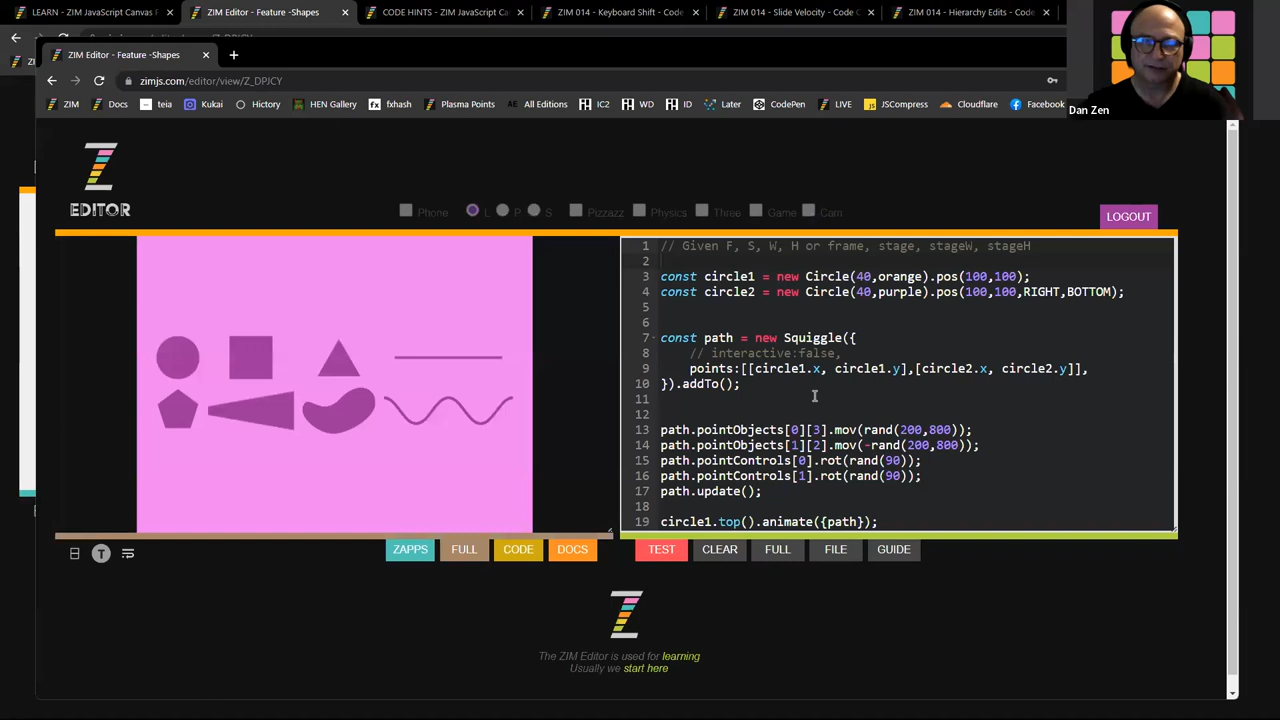 LEARN - ZIM JavaScript Canvas F
ZIM Editor - Feature -Shapes
CODE HINTS - ZIM JavaScript Ca
ZIM 014 - Keyboard Shift - Code
ZIM 014 - Slide Velocity - Code C
ZIM 014 - Hierarchy Edits - Code
ZIM Editor - Feature -Shapes
zimjs.com/editor/view/Z_DPJCY
ZIM
Docs
teia
Kukai
Hictory
HEN Gallery
fxhash
Plasma Points
All Editions
IC2
WD
ID
Later
CodePen
LIVE
JSCompress
Cloudflare
Facebook
Dan Zen
EDITOR
Phone
L
P
S
Pizzazz
Physics
Three
Game
Cam
LOGOUT
1 // Given F, S, W, H or frame, stage, stageW, stageH
2
3 const circle1 = new Circle(40,orange).pos(100,100);
4 const circle2 = new Circle(40,purple).pos(100,100,RIGHT,BOTTOM);
5
6
7 const path = new Squiggle({
8 // interactive:false,
9 points:[[circle1.x, circle1.y],[circle2.x, circle2.y]],
10 }).addTo();
11
12
13 path.pointObjects[0][3].mov(rand(200,800));
14 path.pointObjects[1][2].mov(-rand(200,800));
15 path.pointControls[0].rot(rand(90));
16 path.pointControls[1].rot(rand(90));
17 path.update();
18
19 circle1.top().animate({path});
T
ZAPPS
FULL
CODE
DOCS
TEST
CLEAR
FULL
FILE
GUIDE
The ZIM Editor is used for learning
Usually we start here